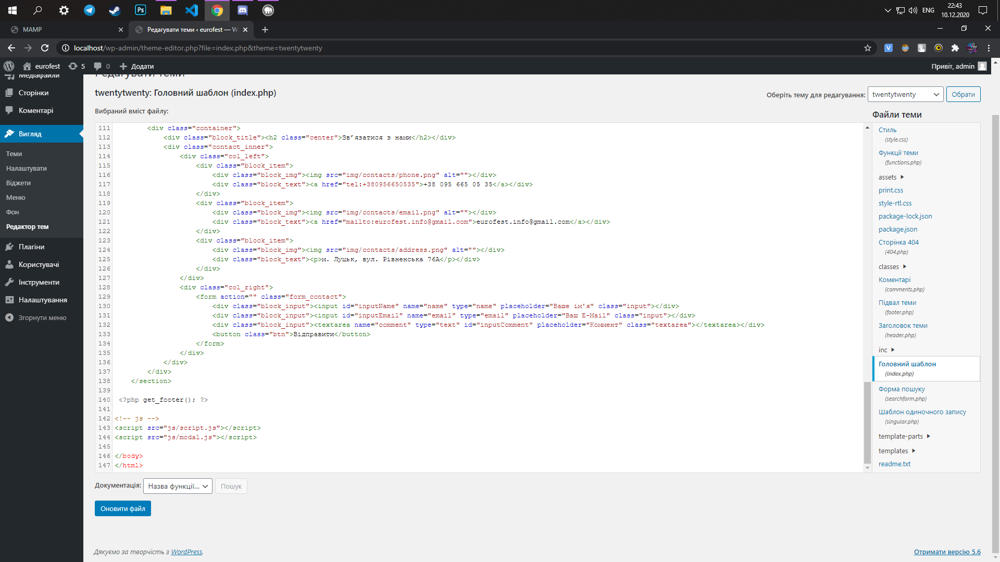 22:43
ENG
10.12.2020
MAMP
Редагувати теми ‹ eurofest — W
localhost/wp-admin/theme-editor.php?file=index.php&theme=twentytwenty
eurofest
5
0
Додати
Привіт, admin
Медіафайли
Сторінки
Коментарі
Вигляд
Теми
Налаштувати
Віджети
Меню
Фон
Редактор тем
Плагіни
Користувачі
Інструменти
Налаштування
Згорнути меню
Редагувати теми
twentytwenty: Головний шаблон (index.php)
Оберіть тему для редагування:
twentytwenty
Обрати
Вибраний вміст файлу:
111 <div class="container">
112 <div class="block_title"><h2 class="center">Зв’язатися з нами</h2></div>
113 <div class="contact_inner">
114 <div class="col_left">
115 <div class="block_item">
116 <div class="block_img"><img src="img/contacts/phone.png" alt=""></div>
117 <div class="block_text"><a href="tel:+380956650535">+38 095 665 05 35</a></div>
118 </div>
119 <div class="block_item">
120 <div class="block_img"><img src="img/contacts/email.png" alt=""></div>
121 <div class="block_text"><a href="mailto:eurofest.info@gmail.com">eurofest.info@gmail.com</a></div>
122 </div>
123 <div class="block_item">
124 <div class="block_img"><img src="img/contacts/address.png" alt=""></div>
125 <div class="block_text"><p>м. Луцьк, вул. Рівненська 76А</p></div>
126 </div>
127 </div>
128 <div class="col_right">
129 <form action="" class="form_contact">
130 <div class="block_input"><input id="inputName" name="name" type="name" placeholder="Ваше ім'я" class="input"></div>
131 <div class="block_input"><input id="inputEmail" name="email" type="email" placeholder="Ваш E-Mail" class="input"></div>
132 <div class="block_input"><textarea name="comment" type="text" id="inputComment" placeholder="Коммент" class="textarea"></textarea></div>
133 <button class="btn">Відправити</button>
134 </form>
135 </div>
136 </div>
137 </div>
138 </section>
139
140 <?php get_footer(); ?>
141
142 <!-- js -->
143 <script src="js/script.js"></script>
144 <script src="js/modal.js"></script>
145
146 </body>
147 </html>
Файли теми
Стиль
(style.css)
Функції теми
(functions.php)
assets
print.css
style-rtl.css
package-lock.json
package.json
Сторінка 404
(404.php)
classes
Коментарі
(comments.php)
Підвал теми
(footer.php)
Заголовок теми
(header.php)
inc
Головний шаблон
(index.php)
Форма пошуку
(searchform.php)
Шаблон одиночного запису
(singular.php)
template-parts
templates
readme.txt
Документація:
Назва функції...
Пошук
Оновити файл
Дякуємо за творчість з WordPress.
Отримати версію 5.6